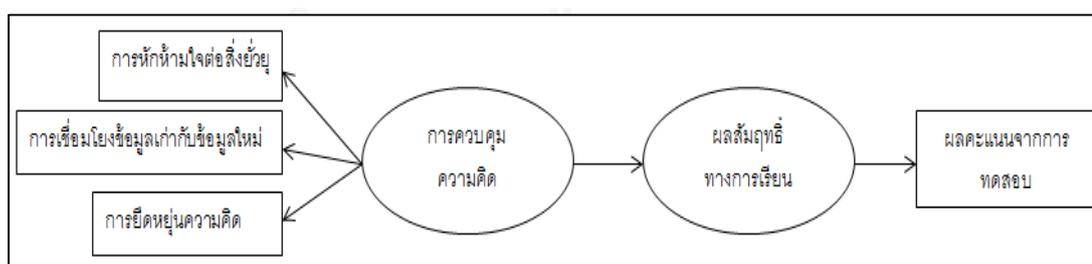 การหักห้ามใจต่อสิ่งยั่วยุ
การเชื่อมโยงข้อมูลเก่ากับข้อมูลใหม่
การยืดหยุ่นความคิด
การควบคุม
ความคิด
ผลสัมฤทธิ์
ทางการเรียน
ผลคะแนนจากการ
ทดสอบ